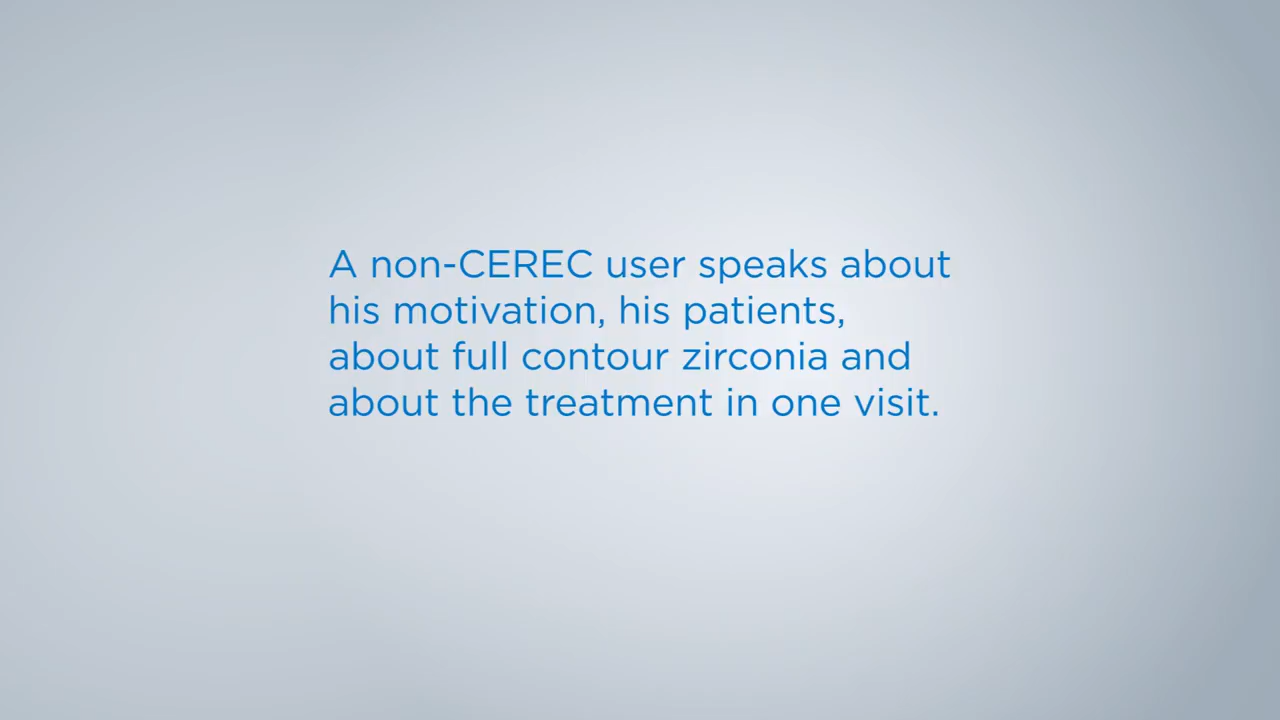 A non-CEREC user speaks about
his motivation, his patients,
about full contour zirconia and
about the treatment in one visit.